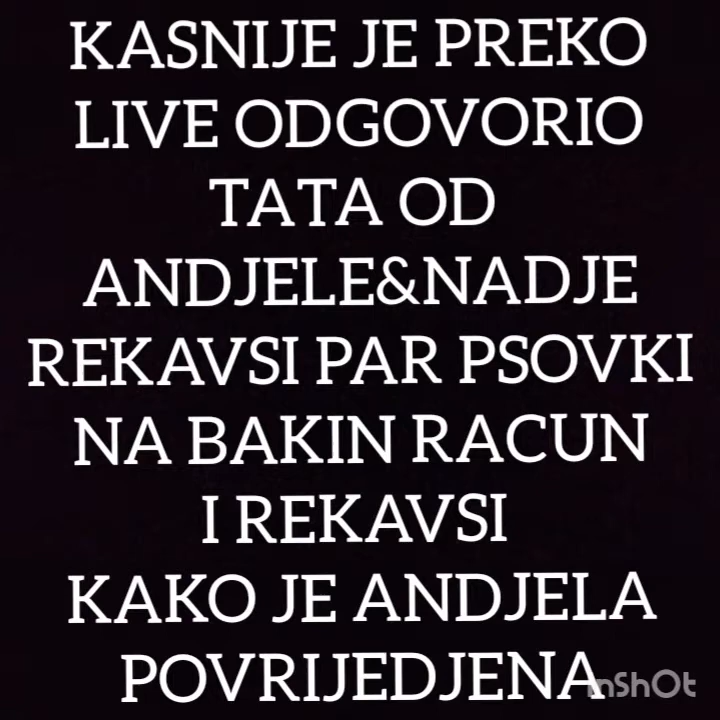 KASNIJE JE PREKO
LIVE ODGOVORIO
TATA OD
ANDJELE&NADJE
REKAVSI PAR PSOVKI
NA BAKIN RACUN
I REKAVSI
KAKO JE ANDJELA
POVRIJEDJENA
mShOt